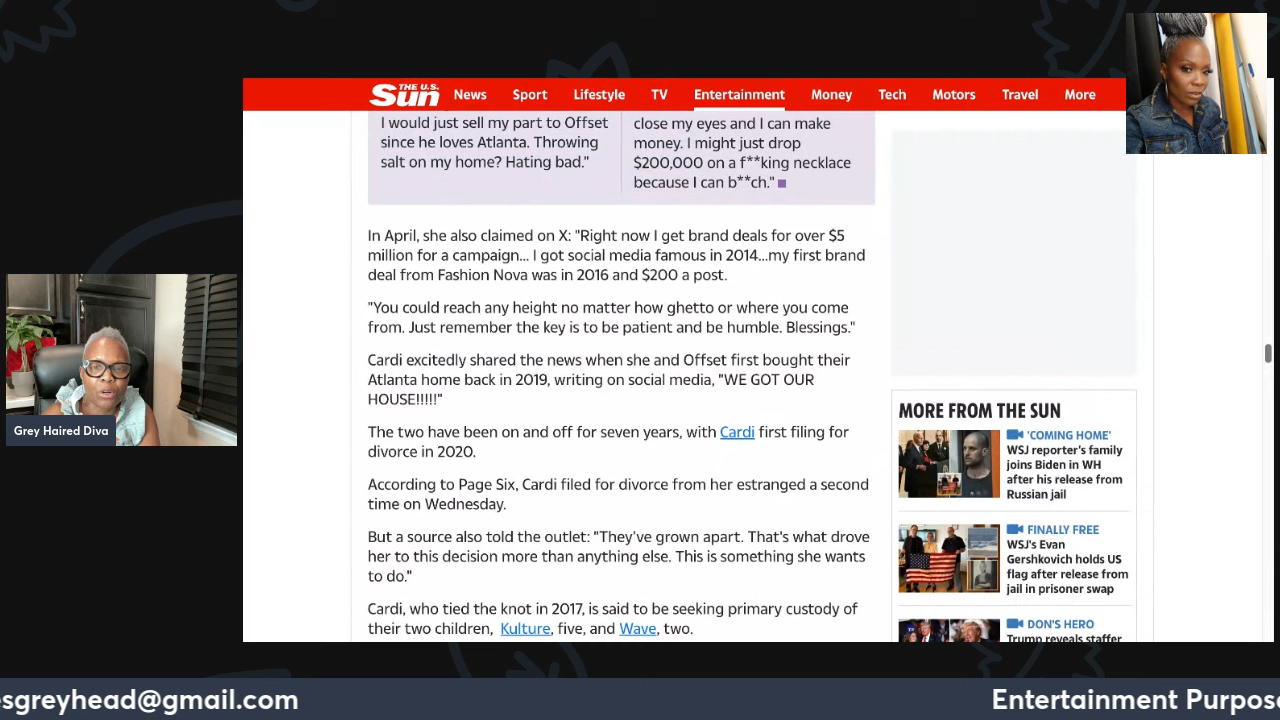 THE U.S.
Sun
News Sport Lifestyle TV Entertainment Money Tech Motors Travel More
I would just sell my part to Offset
since he loves Atlanta. Throwing
salt on my home? Hating bad."
close my eyes and I can make
money. I might just drop
$200,000 on a f**king necklace
because I can b**ch."
In April, she also claimed on X: "Right now I get brand deals for over $5
million for a campaign... I got social media famous in 2014...my first brand
deal from Fashion Nova was in 2016 and $200 a post.
"You could reach any height no matter how ghetto or where you come
from. Just remember the key is to be patient and be humble. Blessings."
Cardi excitedly shared the news when she and Offset first bought their
Atlanta home back in 2019, writing on social media, "WE GOT OUR
HOUSE!!!!!"
The two have been on and off for seven years, with Cardi first filing for
divorce in 2020.
According to Page Six, Cardi filed for divorce from her estranged a second
time on Wednesday.
But a source also told the outlet: "They've grown apart. That's what drove
her to this decision more than anything else. This is something she wants
to do."
Cardi, who tied the knot in 2017, is said to be seeking primary custody of
their two children, Kulture, five, and Wave, two.
MORE FROM THE SUN
'COMING HOME'
WSJ reporter's family
joins Biden in WH
after his release from
Russian jail
FINALLY FREE
WSJ's Evan
Gershkovich holds US
flag after release from
jail in prisoner swap
DON'S HERO
Trump reveals staffer
Grey Haired Diva
esgreyhead@gmail.com
Entertainment Purpos